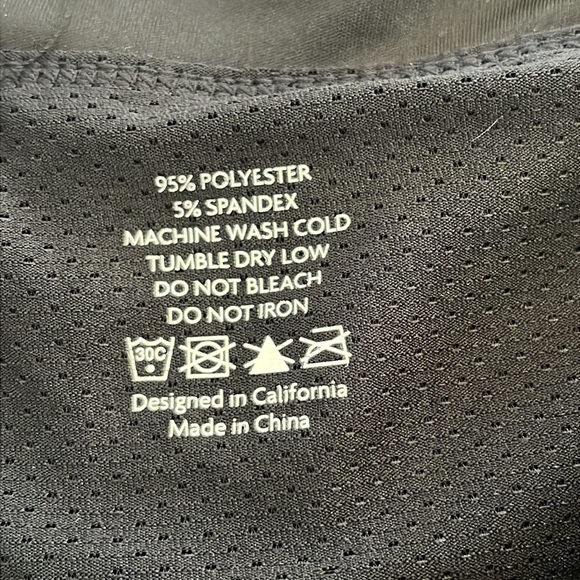 95% POLYESTER
5% SPANDEX
MACHINE WASH COLD
TUMBLE DRY LOW
DO NOT BLEACH
DO NOT IRON
30C
Designed in California
Made in China